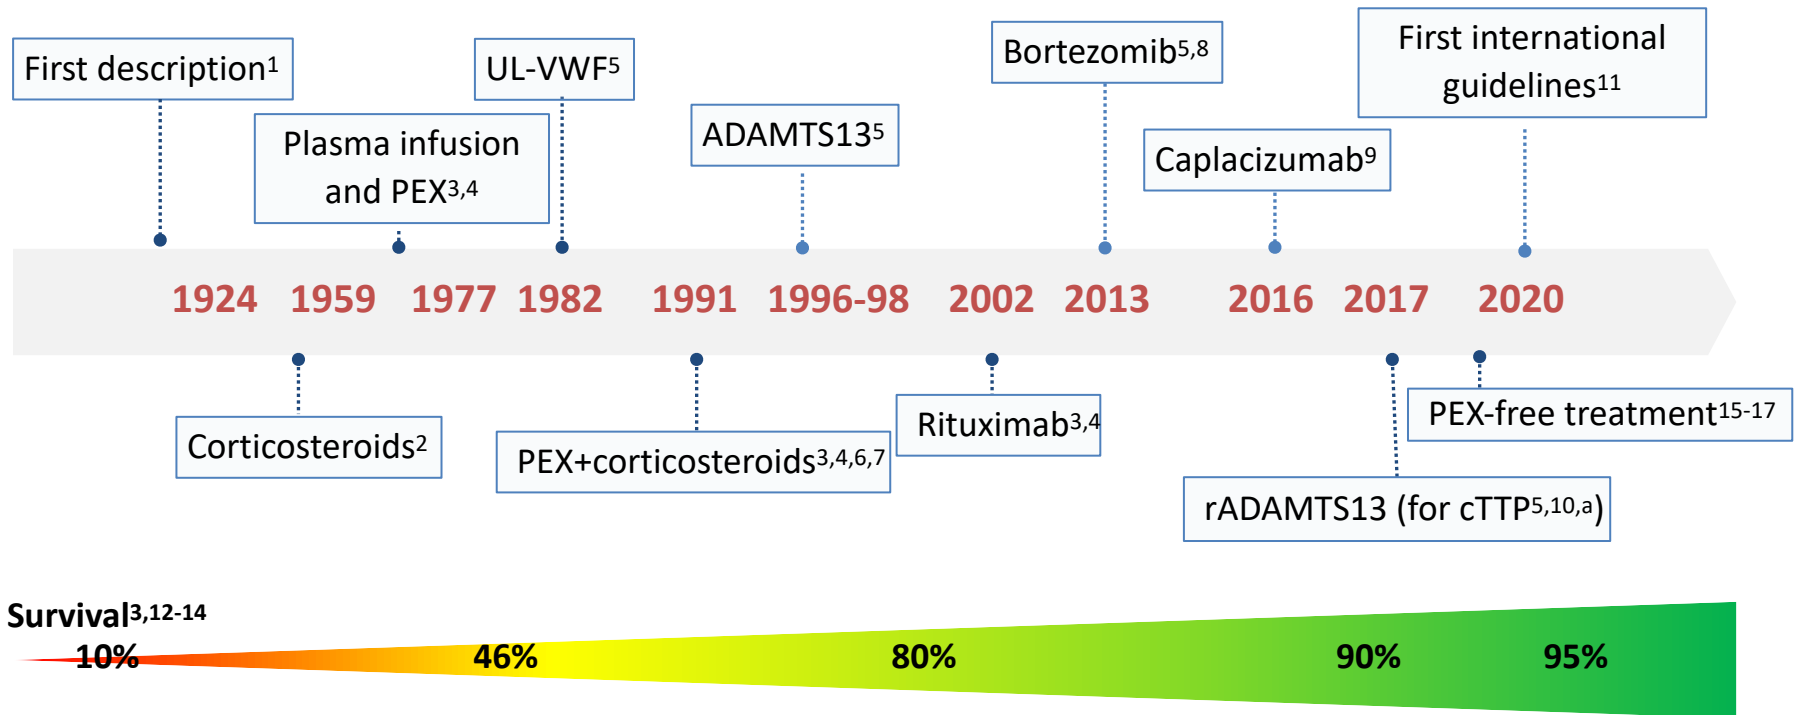 First description1
UL-VWF5
Bortezomib5,8
First international
guidelines11
Plasma infusion
and PEX3,4
ADAMTS135
Caplacizumab9
1924 1959 1977 1982 1991 1996-98 2002 2013 2016 2017 2020
Corticosteroids2
PEX+corticosteroids3,4,6,7
Rituximab3,4
PEX-free treatment15-17
rADAMTS13 (for cTTP5,10,a)
Survival3,12-14
10% 46% 80% 90% 95%